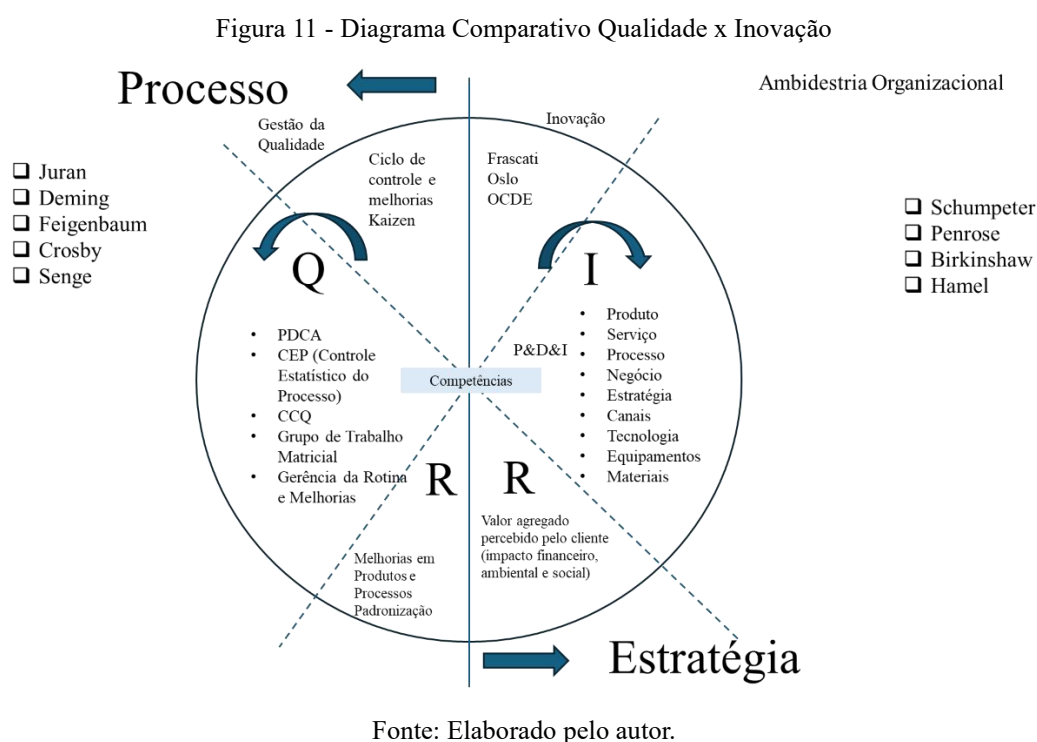 Figura 11 - Diagrama Comparativo Qualidade x Inovação
Processo
Ambidestria Organizacional
Gestão da
Qualidade
Inovação
Juran
Deming
Feigenbaum
Crosby
Senge
Ciclo de
controle e
melhorias
Kaizen
Frascati
Oslo
OCDE
Schumpeter
Penrose
Birkinshaw
Hamel
Q
I
PDCA
CEP (Controle
Estatístico do
Processo)
CCQ
Grupo de Trabalho
Matricial
Gerência da Rotina
e Melhorias
P&D&I
Produto
Serviço
Processo
Negócio
Estratégia
Canais
Tecnologia
Equipamentos
Materiais
Competências
R
R
Melhorias em
Produtos e
Processos
Padronização
Valor agregado
percebido pelo cliente
(impacto financeiro,
ambiental e social)
Estratégia
Fonte: Elaborado pelo autor.